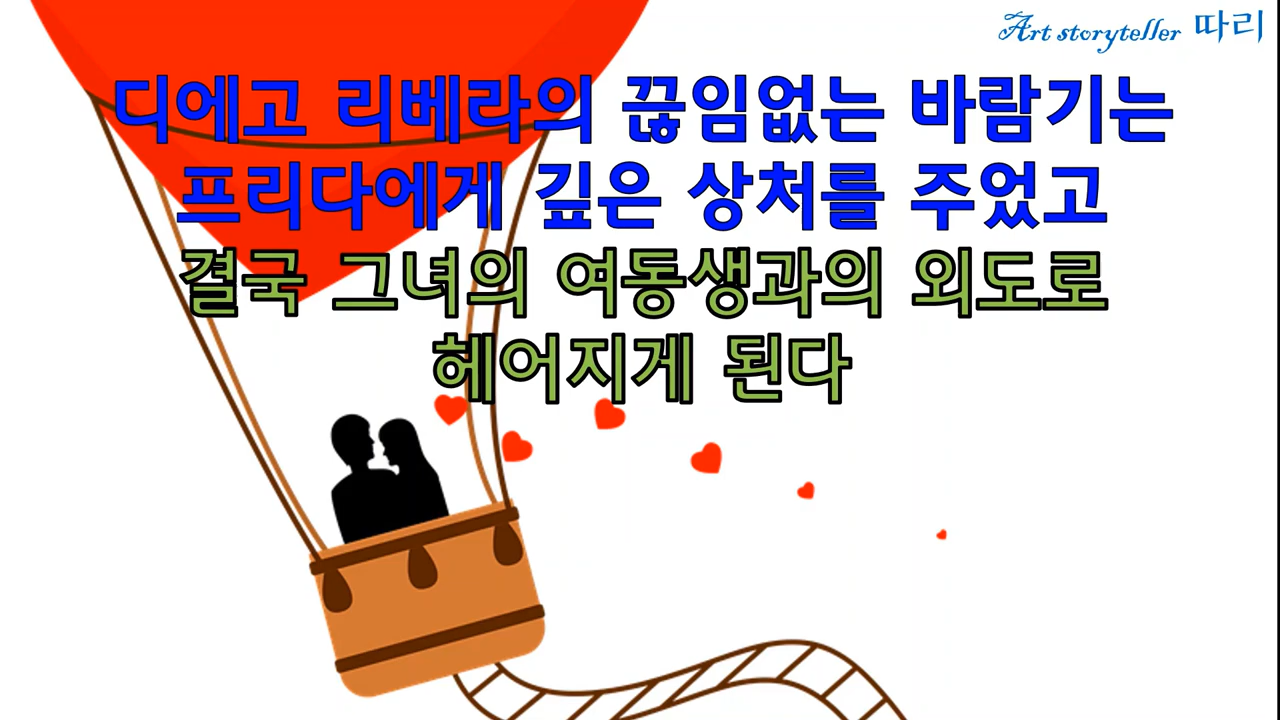 Art storyteller 따리
디에고 리베라의 끊임없는 바람기는
프리다에게 깊은 상처를 주었고
결국 그녀의 여동생과의 외도로
헤어지게 된다